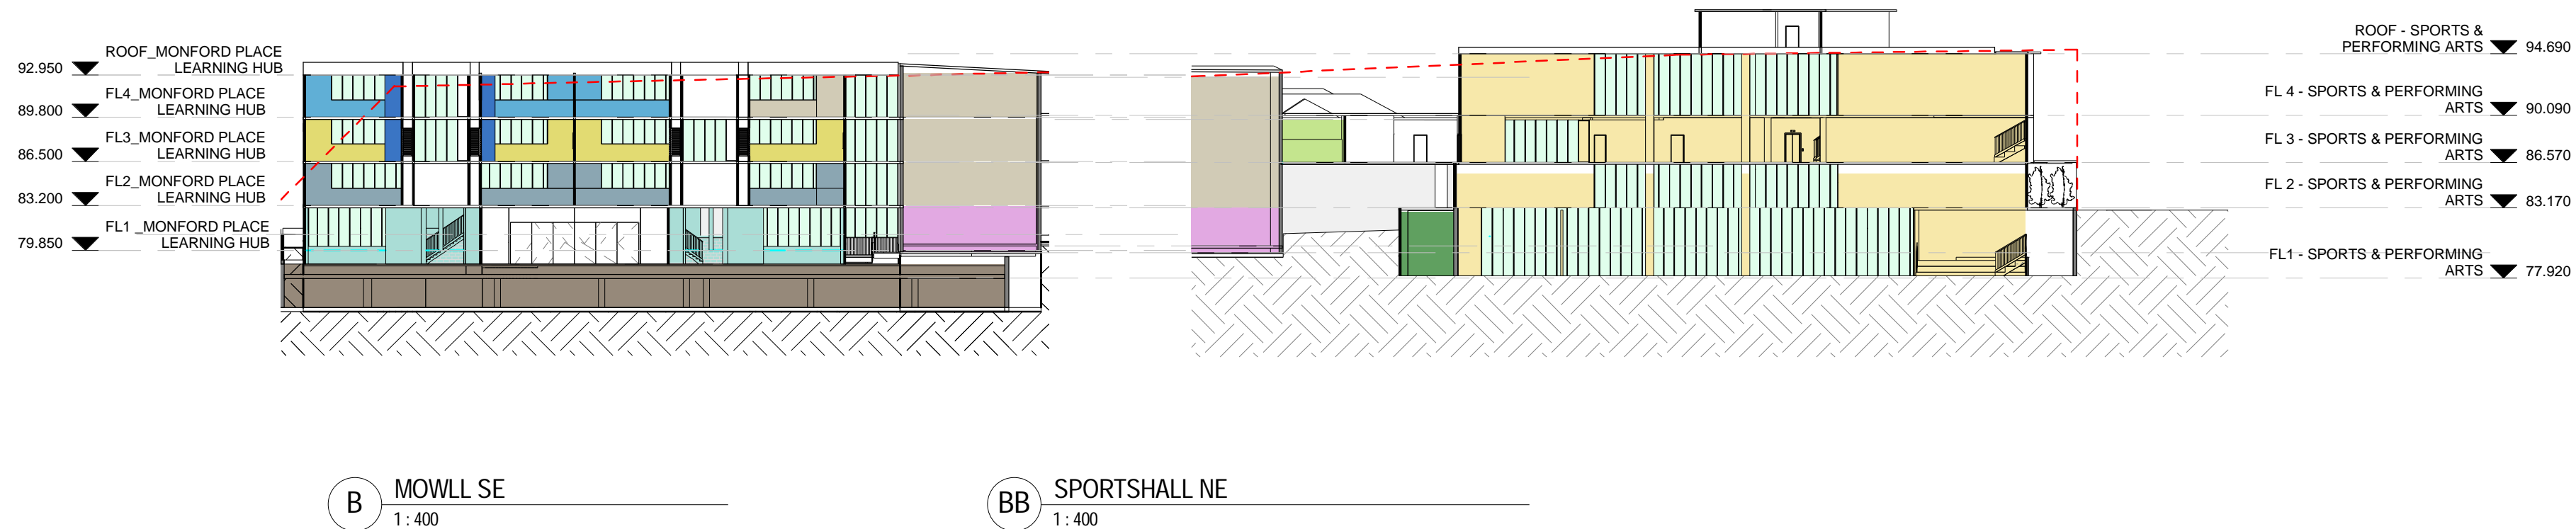 ROOF_MONFORD PLACE
LEARNING HUB
92.950
FL4_MONFORD PLACE
LEARNING HUB
89.800
FL3_MONFORD PLACE
LEARNING HUB
86.500
FL2_MONFORD PLACE
LEARNING HUB
83.200
FL1 _MONFORD PLACE
LEARNING HUB
79.850
ROOF - SPORTS &
PERFORMING ARTS
94.690
FL 4 - SPORTS & PERFORMING
ARTS
90.090
FL 3 - SPORTS & PERFORMING
ARTS
86.570
FL 2 - SPORTS & PERFORMING
ARTS
83.170
FL1 - SPORTS & PERFORMING
ARTS
77.920
B
MOWLL SE
1 : 400
BB
SPORTSHALL NE
1 : 400